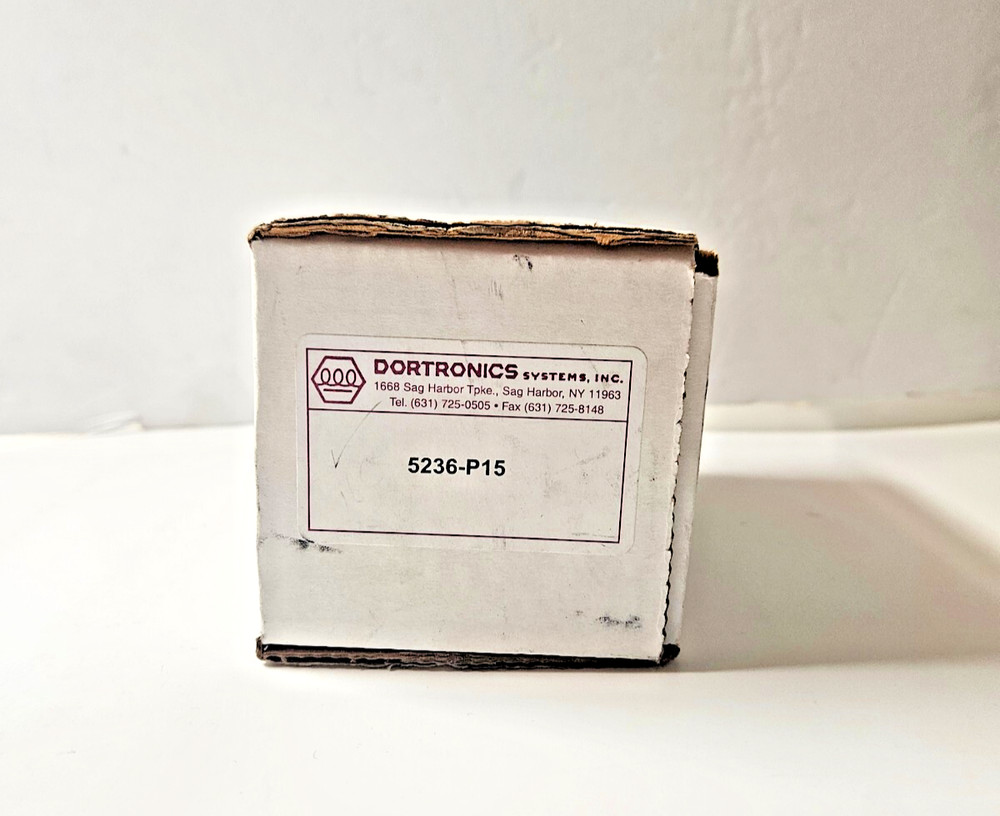 DORTRONICS SYSTEMS, INC.
1668 Sag Harbor Tpke., Sag Harbor, NY 11963
Tel. (631) 725-0505 • Fax (631) 725-8148
5236-P15